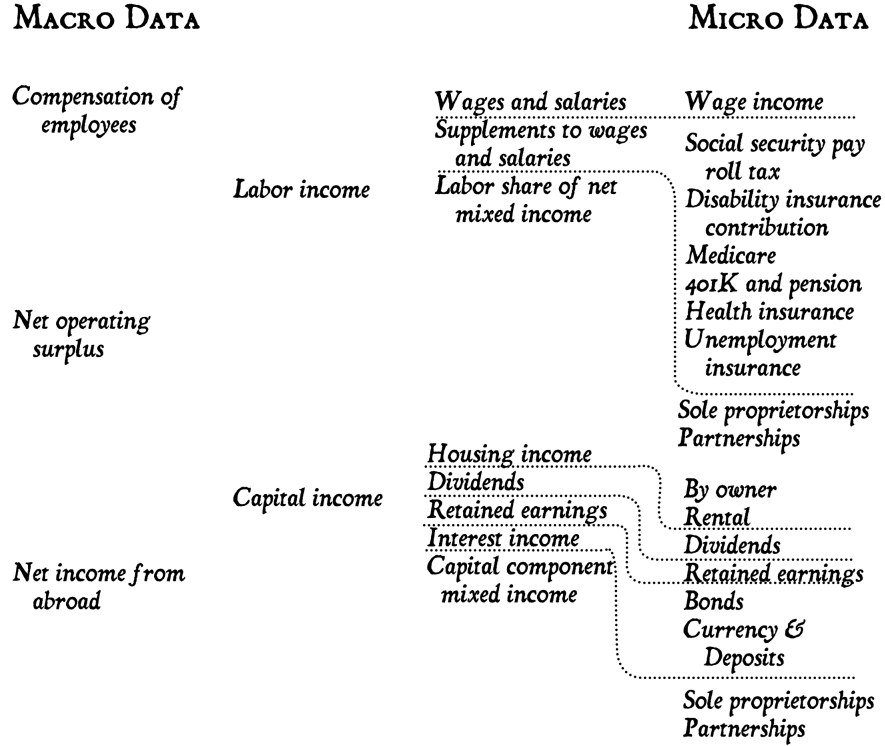 Macro Data
Micro Data
Compensation of
employees
Net operating
surplus
Net income from
abroad
Labor income
Capital income
Wages and salaries
Supplements to wages
and salaries
Labor share of net
mixed income
Housing income
Dividends
Retained earnings
Interest income
Capital component
mixed income
Wage income
Social security pay
roll tax
Disability insurance
contribution
Medicare
401K and pension
Health insurance
Unemployment
insurance
Sole proprietorships
Partnerships
By owner
Rental
Dividends
Retained earnings
Bonds
Currency &
Deposits
Sole proprietorships
Partnerships